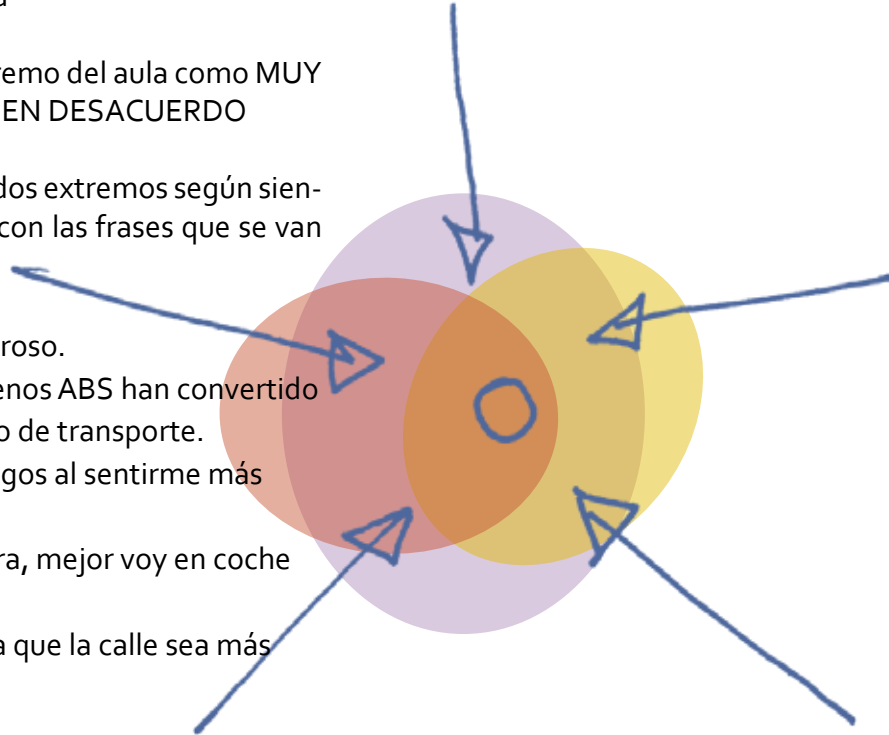 remo del aula como MUY
EN DESACUERDO
dos extremos según sien-
con las frases que se van
roso.
enos ABS han convertido
o de transporte.
gos al sentirme más
ra, mejor voy en coche
a que la calle sea más